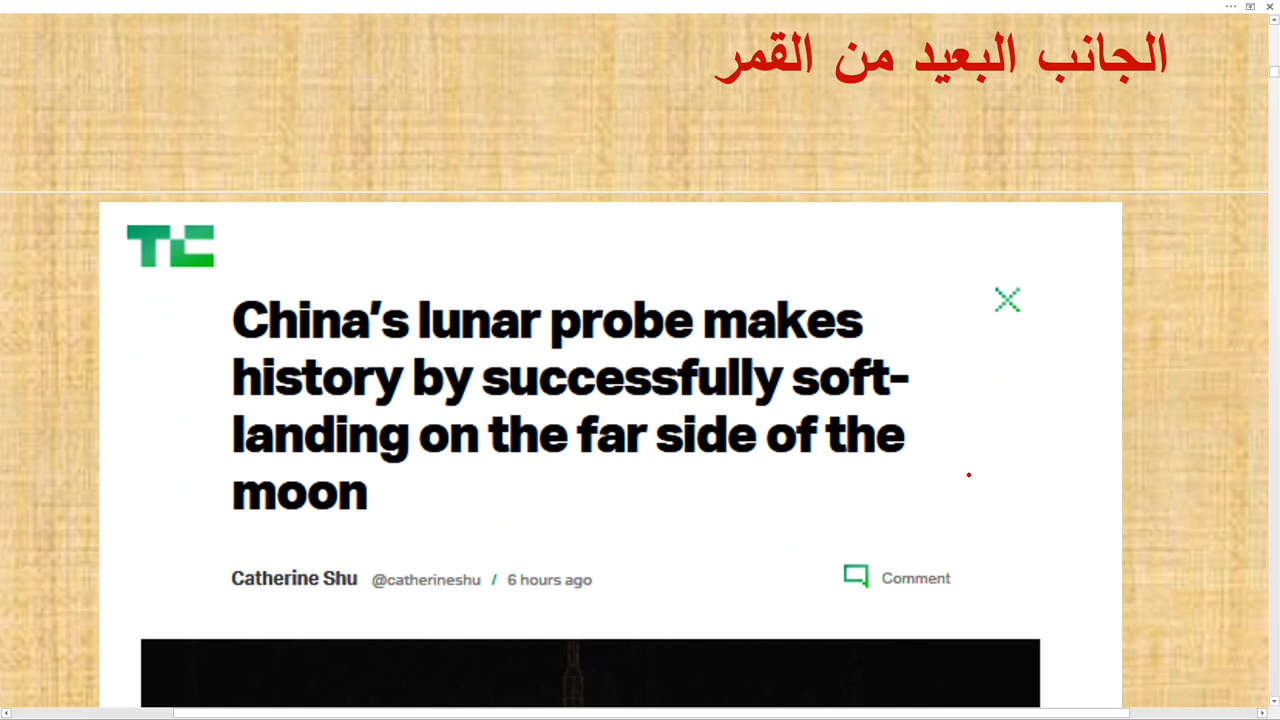 الجانب البعيد من القمر
TC
China's lunar probe makes
history by successfully soft-
landing on the far side of the
moon
Catherine Shu @catherineshu / 6 hours ago Comment